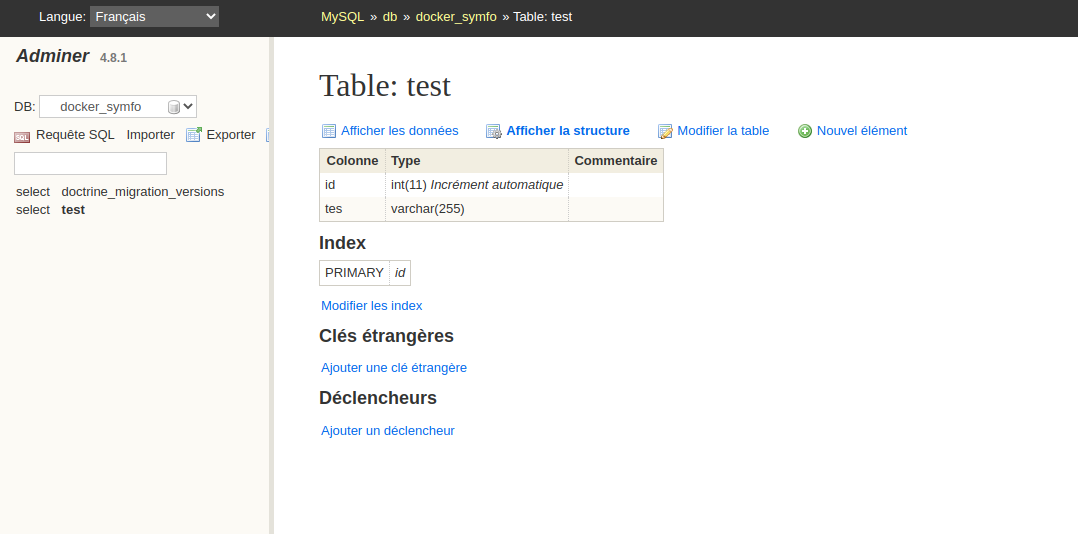 Langue: Français
MySQL » db » docker_symfo » Table: test
Adminer 4.8.1
DB: docker_symfo
SQL Requête SQL Importer Exporter
select doctrine_migration_versions
select test
Table: test
Afficher les données Afficher la structure Modifier la table Nouvel élément
Colonne Type Commentaire
id int(11) Incrément automatique
tes varchar(255)
Index
PRIMARY id
Modifier les index
Clés étrangères
Ajouter une clé étrangère
Déclencheurs
Ajouter un déclencheur